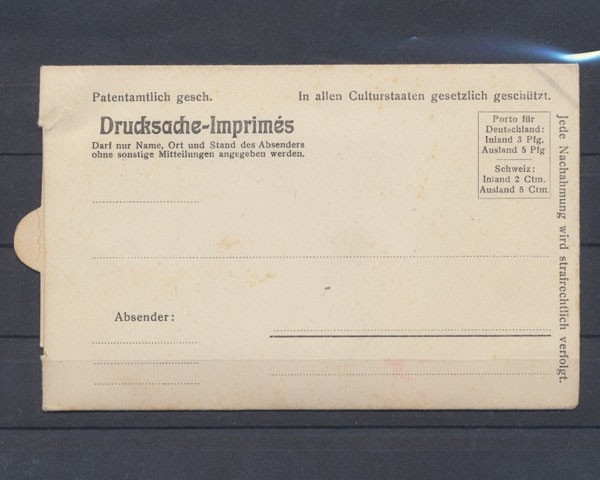 Patentamtlich gesch.
In allen Culturstaaten gesetzlich geschützt.
Drucksache-Imprimés
Darf nur Name, Ort und Stand des Absenders
ohne sonstige Mitteilungen angegeben werden.
Porto für
Deutschland:
Inland 3 Pfg.
Ausland 5 Pfg
Schweiz:
Inland 2 Ctm.
Ausland 5 Ctm.
Jede Nachahmung wird strafrechtlich verfolgt.
Absender: